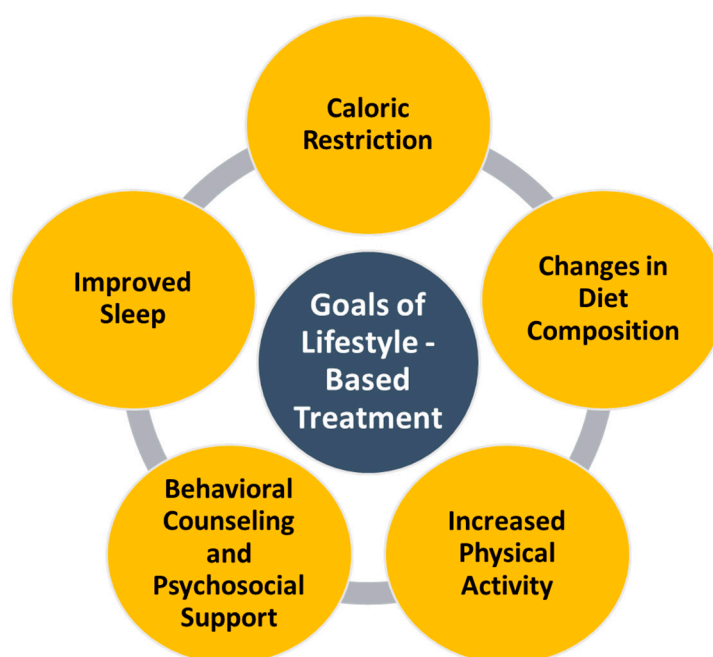 Caloric
Restriction
Changes in
Diet
Composition
Increased
Physical
Activity
Behavioral
Counseling
and
Psychosocial
Support
Improved
Sleep
Goals of
Lifestyle -
Based
Treatment